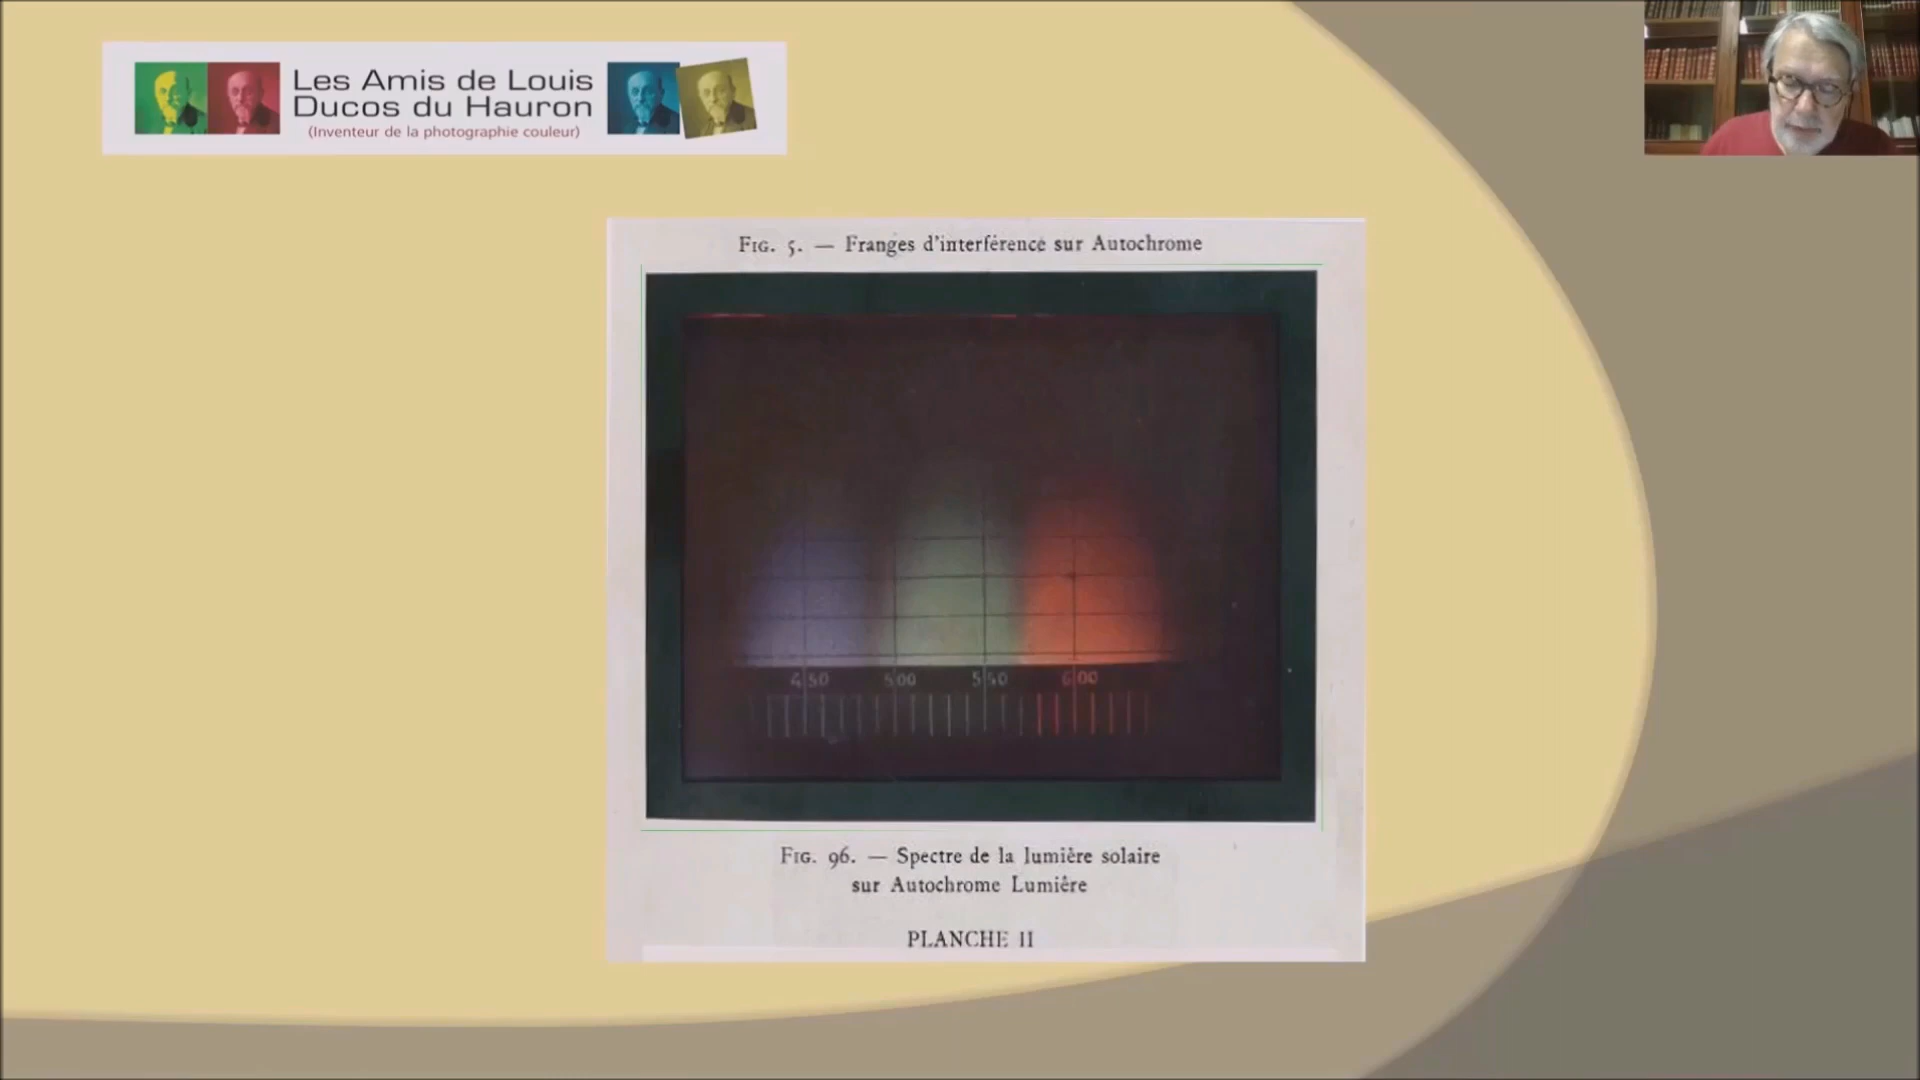 Les Amis de Louis
Ducos du Hauron
(Inventeur de la photographie couleur)
FIG. 5. — Franges d'interférence sur Autochrome
450 500 550 600
FIG. 96. — Spectre de la lumière solaire
sur Autochrome Lumière
PLANCHE II